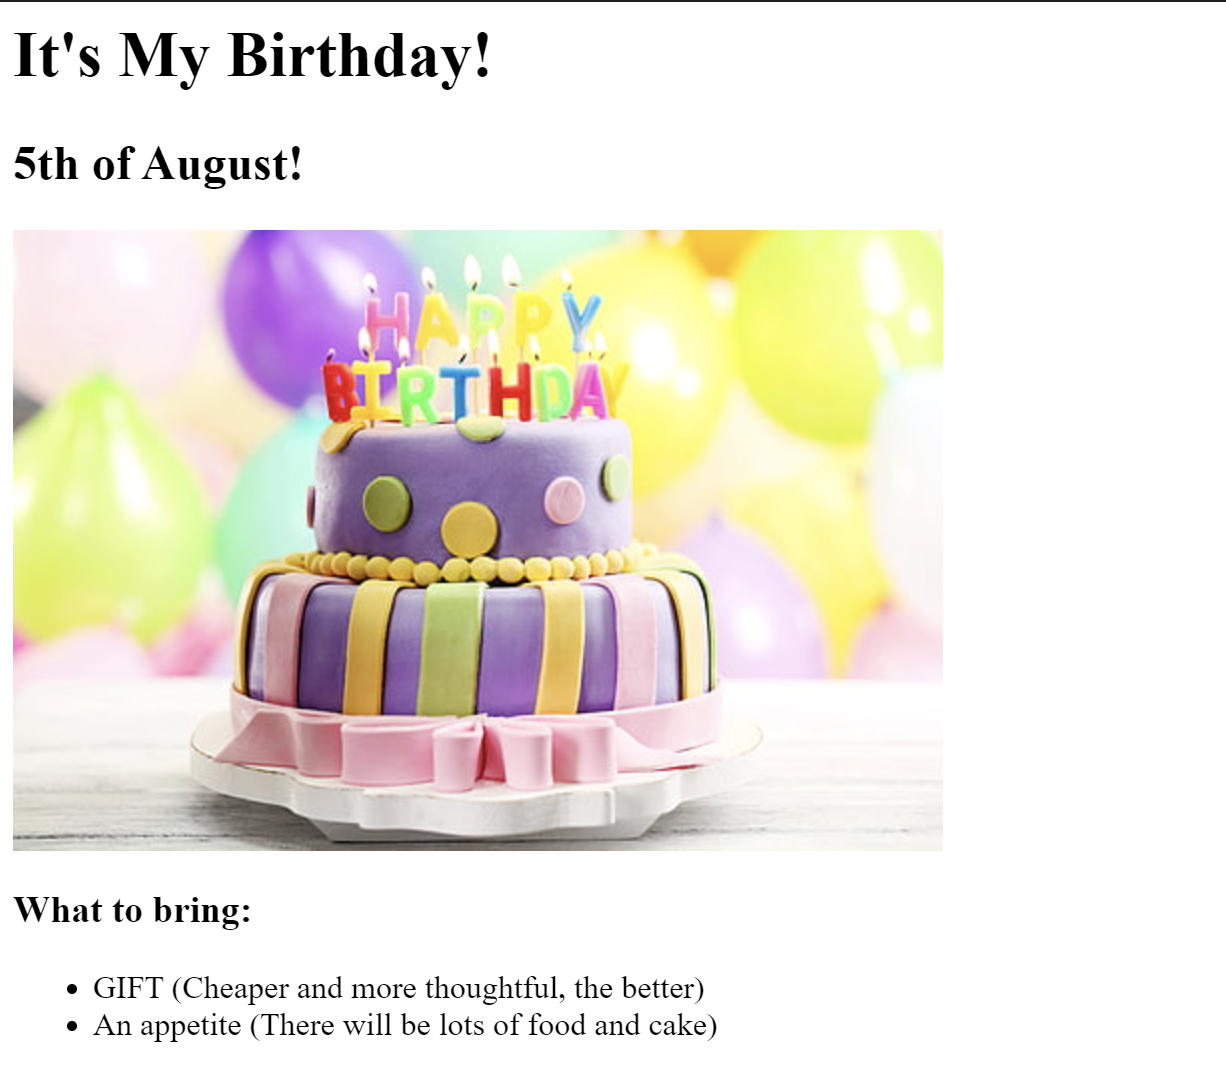 It's My Birthday!
5th of August!
HAPPY
BIRTHDAY
What to bring:
GIFT (Cheaper and more thoughtful, the better)
An appetite (There will be lots of food and cake)